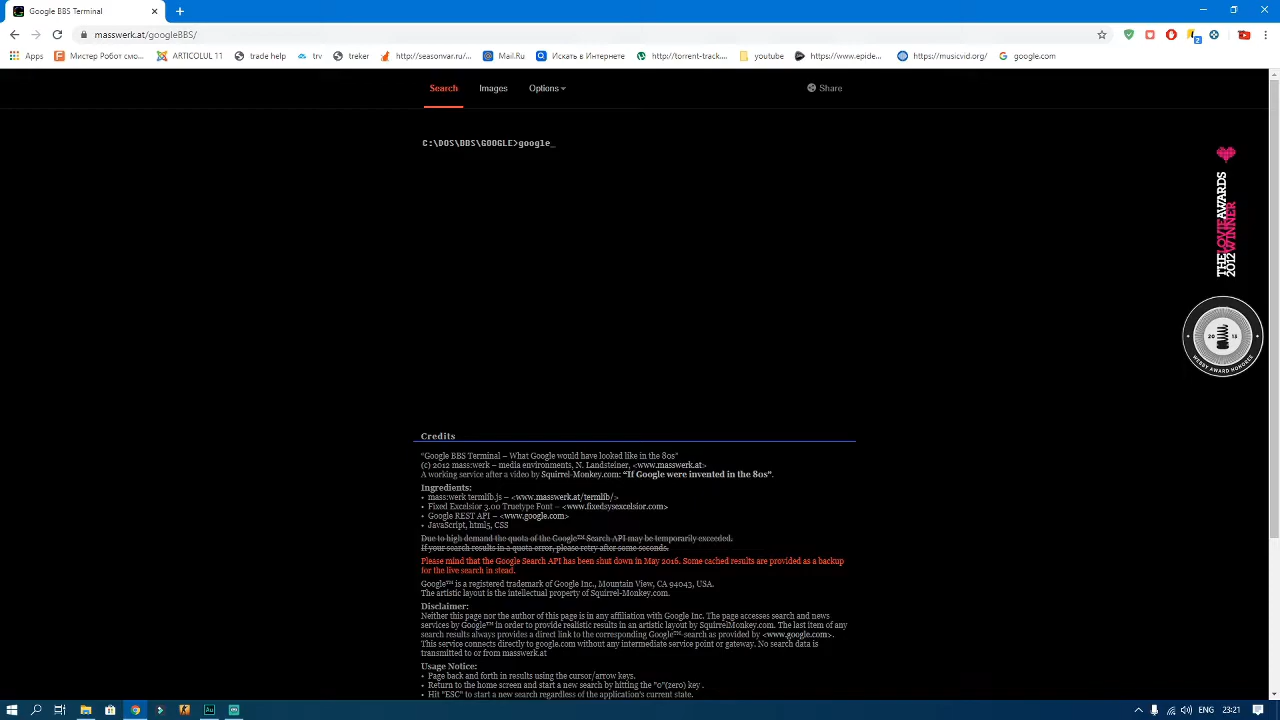 Google BBS Terminal
masswerk.at/googleBBS/
2
Apps
Мистер Робот смо...
ARTICOLUL 11
trade help
trv
treker
http://seasonvar.ru/...
Mail.Ru
Искать в Интернете
http://torrent-track....
youtube
https://www.epide...
https://musicvid.org/
google.com
Search
Images
Options
Share
C:\DOS\BBS\GOOGLE>google_
THE LOVIE AWARDS
2012 WINNER
20 13
WEBBY AWARD HONOREE
Credits
"Google BBS Terminal – What Google would have looked like in the 80s"
(c) 2012 mass:werk – media environments, N. Landsteiner, <www.masswerk.at>
A working service after a video by Squirrel-Monkey.com: “If Google were invented in the 80s”.
Ingredients:
• mass:werk termlib.js – <www.masswerk.at/termlib/>
• Fixed Excelsior 3.00 Truetype Font – <www.fixedsysexcelsior.com>
• Google REST API – <www.google.com>
• JavaScript, html5, CSS
Due to high demand the quota of the Google™ Search API may be temporarily exceeded.
If your search results in a quota error, please retry after some seconds.
Please mind that the Google Search API has been shut down in May 2016. Some cached results are provided as a backup
for the live search in stead.
Google™ is a registered trademark of Google Inc., Mountain View, CA 94043, USA.
The artistic layout is the intellectual property of Squirrel-Monkey.com.
Disclaimer:
Neither this page nor the author of this page is in any affiliation with Google Inc. The page accesses search and news
services by Google™ in order to provide realistic results in an artistic layout by SquirrelMonkey.com. The last item of any
search results always provides a direct link to the corresponding Google™-search as provided by <www.google.com>.
This service connects directly to google.com without any intermediate service point or gateway. No search data is
transmitted to or from masswerk.at
Usage Notice:
• Page back and forth in results using the cursor/arrow keys.
• Return to the home screen and start a new search by hitting the "0"(zero) key .
• Hit "ESC" to start a new search regardless of the application's current state.
Au
ENG
23:21